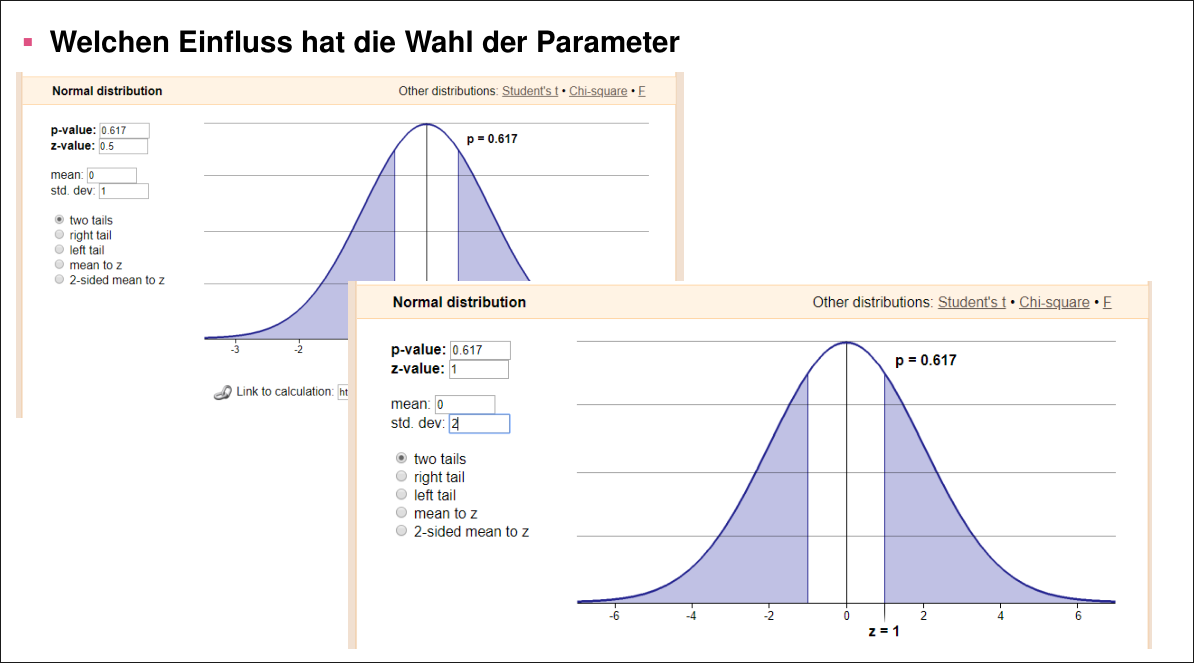 Welchen Einfluss hat die Wahl der Parameter
Normal distribution
Other distributions: Student's t • Chi-square • F
p-value: 0.617
z-value: 0.5
mean: 0
std. dev: 1
two tails
right tail
left tail
mean to z
2-sided mean to z
p = 0.617
-3 -2
Link to calculation: ht
Normal distribution
Other distributions: Student's t • Chi-square • F
p-value: 0.617
z-value: 1
mean: 0
std. dev: 2
two tails
right tail
left tail
mean to z
2-sided mean to z
p = 0.617
-6 -4 -2 0 2 4 6
z = 1